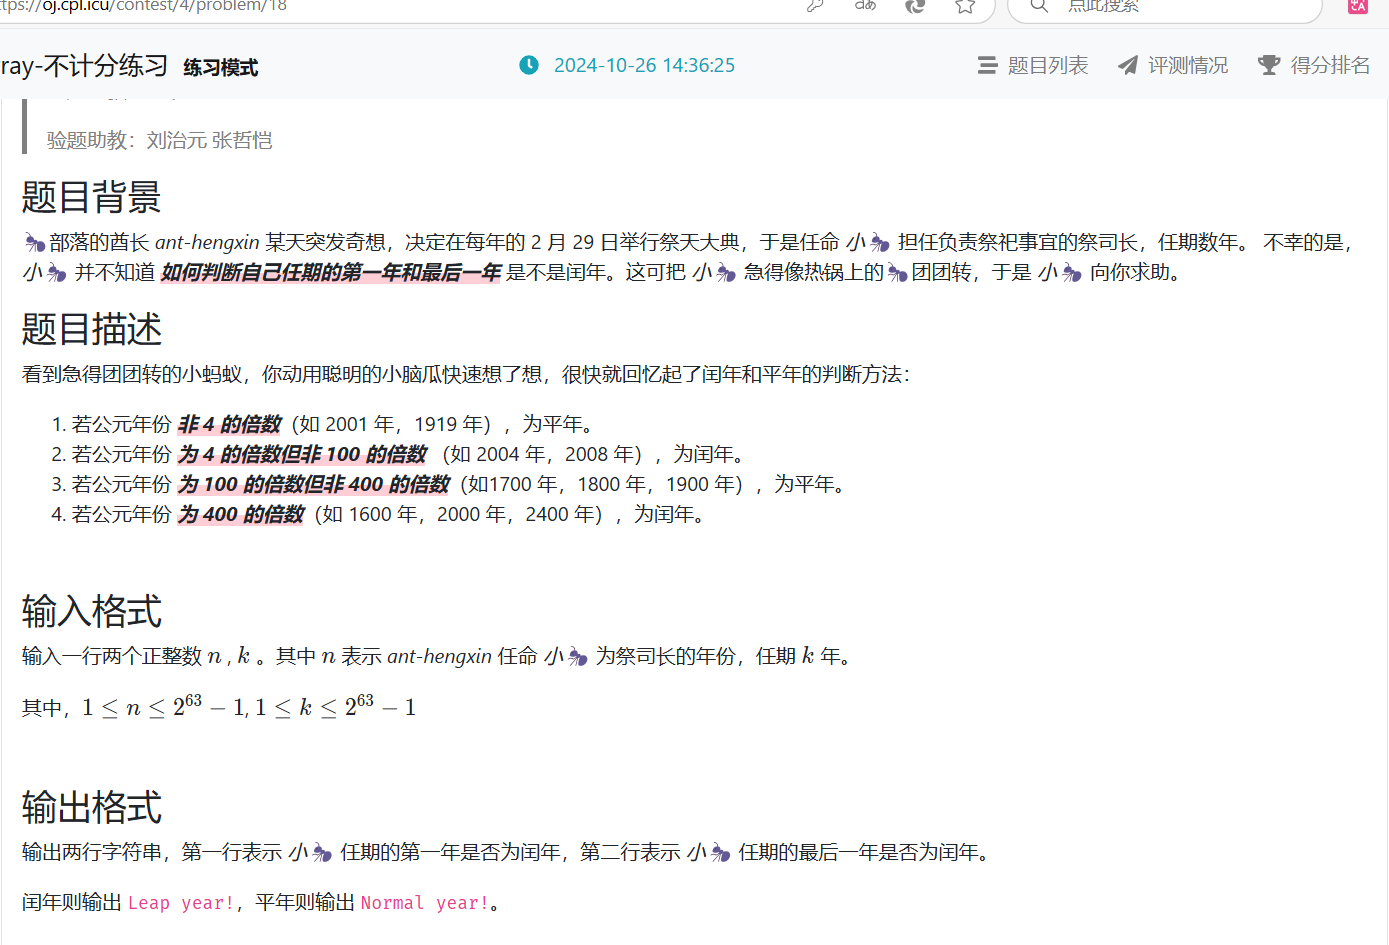 ttps://oj.cpl.icu/contest/4/problem/18
点此搜索
ray-不计分练习 练习模式
2024-10-26 14:36:25
题目列表
评测情况
得分排名
验题助教：刘治元 张哲恺
题目背景
🐜部落的酋长 ant-hengxin 某天突发奇想，决定在每年的 2 月 29 日举行祭天大典，于是任命 小🐜 担任负责祭祀事宜的祭司长，任期数年。 不幸的是，
小🐜 并不知道 如何判断自己任期的第一年和最后一年 是不是闰年。这可把 小🐜 急得像热锅上的🐜团团转，于是 小🐜 向你求助。
题目描述
看到急得团团转的小蚂蚁，你动用聪明的小脑瓜快速想了想，很快就回忆起了闰年和平年的判断方法：
1. 若公元年份 非 4 的倍数（如 2001 年，1919 年），为平年。
2. 若公元年份 为 4 的倍数但非 100 的倍数 （如 2004 年，2008 年），为闰年。
3. 若公元年份 为 100 的倍数但非 400 的倍数（如1700 年，1800 年，1900 年），为平年。
4. 若公元年份 为 400 的倍数（如 1600 年，2000 年，2400 年），为闰年。
输入格式
输入一行两个正整数 n , k 。其中 n 表示 ant-hengxin 任命 小🐜 为祭司长的年份，任期 k 年。
其中，1 ≤ n ≤ 2^63 − 1, 1 ≤ k ≤ 2^63 − 1
输出格式
输出两行字符串，第一行表示 小🐜 任期的第一年是否为闰年，第二行表示 小🐜 任期的最后一年是否为闰年。
闰年则输出 Leap year!，平年则输出 Normal year!。